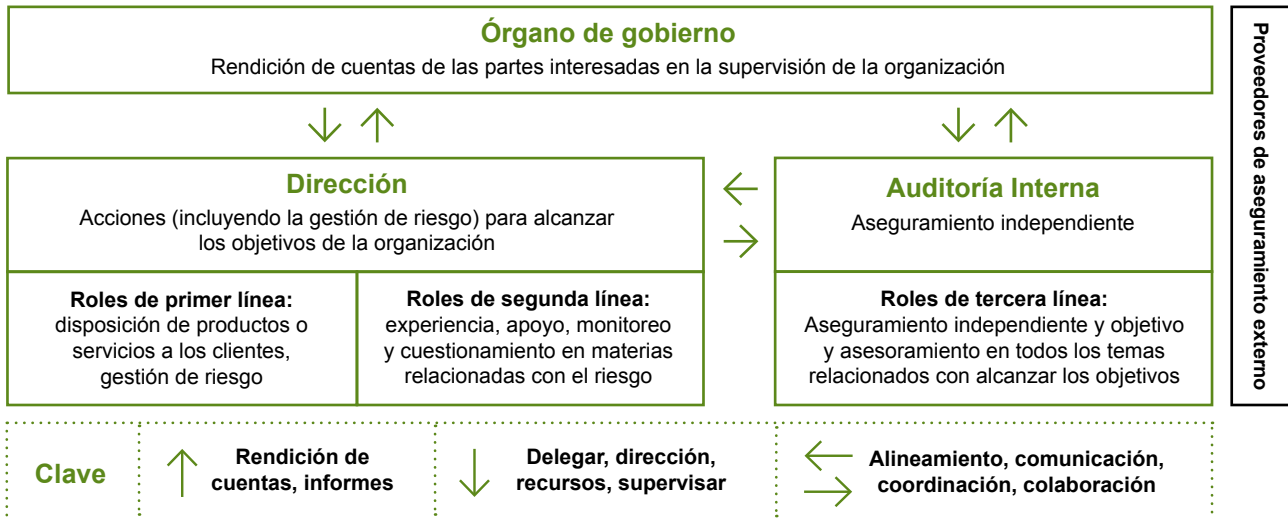 Órgano de gobierno
Rendición de cuentas de las partes interesadas en la supervisión de la organización
Dirección
Acciones (incluyendo la gestión de riesgo) para alcanzar
los objetivos de la organización
Auditoría Interna
Aseguramiento independiente
Roles de primer línea:
disposición de productos o
servicios a los clientes,
gestión de riesgo
Roles de segunda línea:
experiencia, apoyo, monitoreo
y cuestionamiento en materias
relacionadas con el riesgo
Roles de tercera línea:
Aseguramiento independiente y objetivo
y asesoramiento en todos los temas
relacionados con alcanzar los objetivos
Proveedores de aseguramiento externo
Clave
Rendición de
cuentas, informes
Delegar, dirección,
recursos, supervisar
Alineamiento, comunicación,
coordinación, colaboración